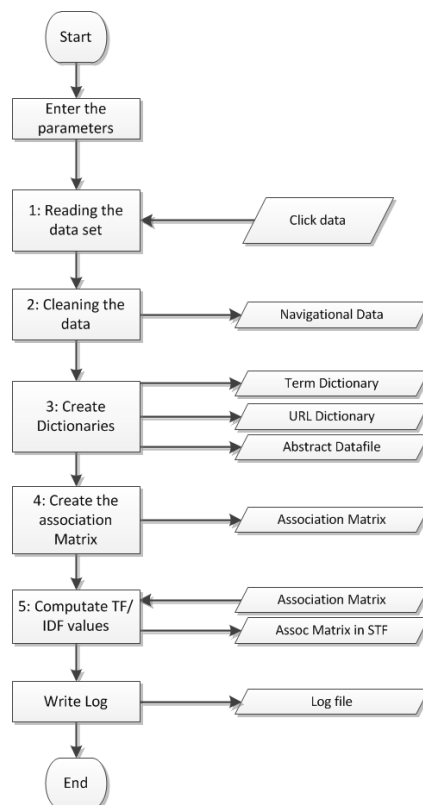 Start
Enter the
parameters
1: Reading the
data set
Click data
2: Cleaning the
data
Navigational Data
3: Create
Dictionaries
Term Dictionary
URL Dictionary
Abstract Datafile
4: Create the
association
Matrix
Association Matrix
5: Computate TF/
IDF values
Association Matrix
Assoc Matrix in STF
Write Log
Log file
End